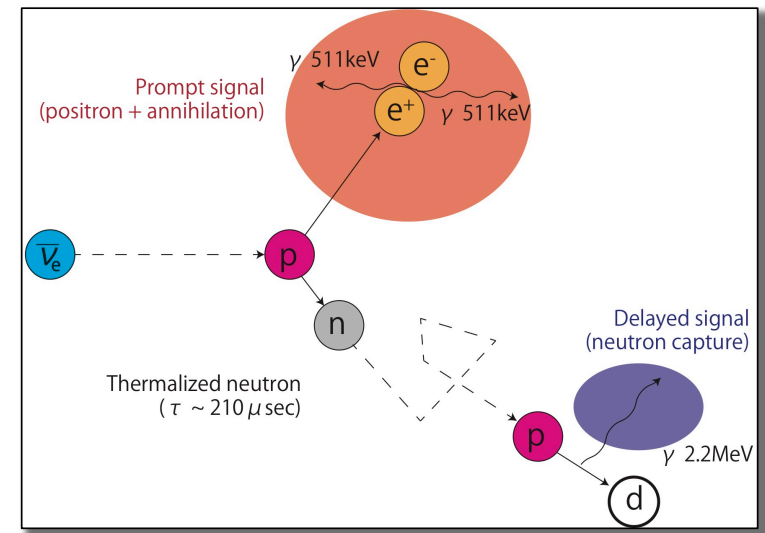 γ 511keV
e⁻
Prompt signal
(positron + annihilation)
e⁺
γ 511keV
ν̅ₑ
p
n
Delayed signal
(neutron capture)
Thermalized neutron
( τ ~ 210 μ sec)
p
γ 2.2MeV
d